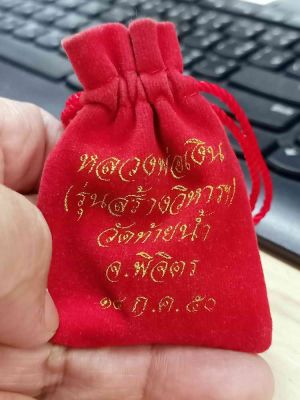 หลวงพ่อเงิน
(รุ่นสร้างวิหารฯ)
วัดท้ายน้ำ
จ.พิจิตร
๑๙ ก.ค. ๕๐